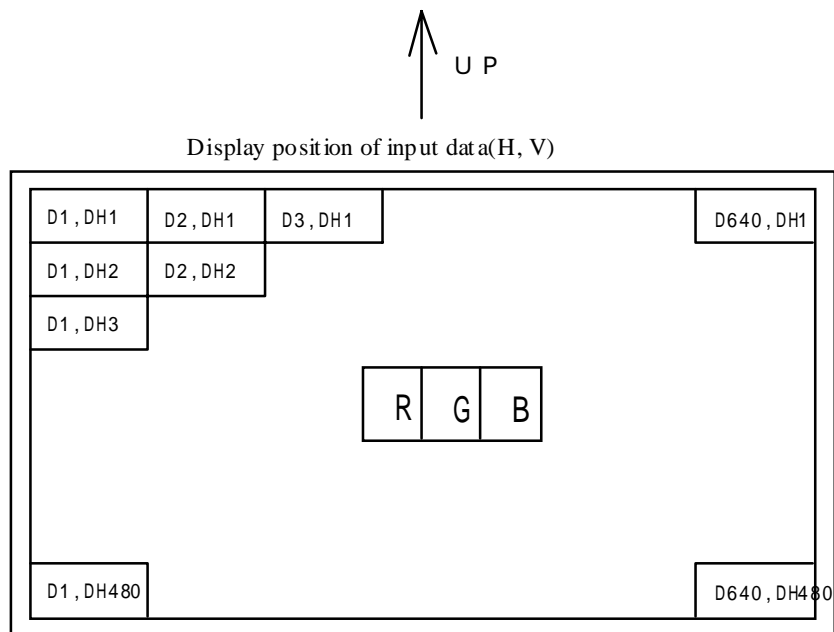 UP
Display position of input data(H, V)
D1,DH1 D2,DH1 D3,DH1 D640,DH1
D1,DH2 D2,DH2
D1,DH3
R G B
D1,DH480 D640,DH480